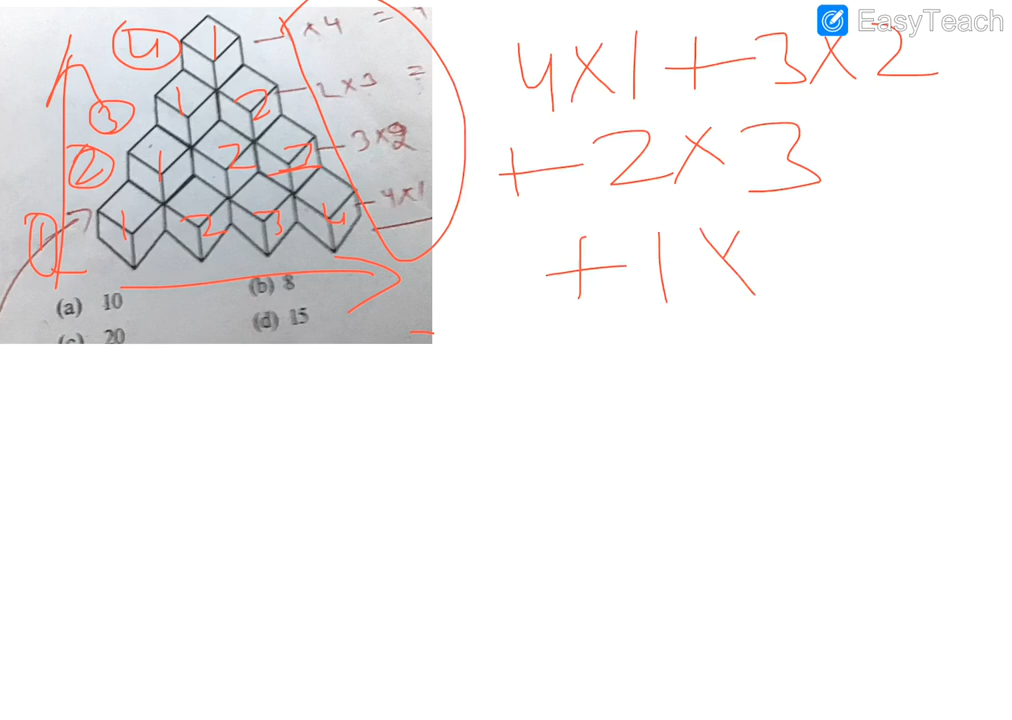 EasyTeach
4 1 × 4 =
3 1 2 2×3 =
2 1 2 3 3×2
1 1 2 3 4 4×1
(a) 10 (b) 8
(c) 20 (d) 15
4×1+3×2
+2×3
+1×